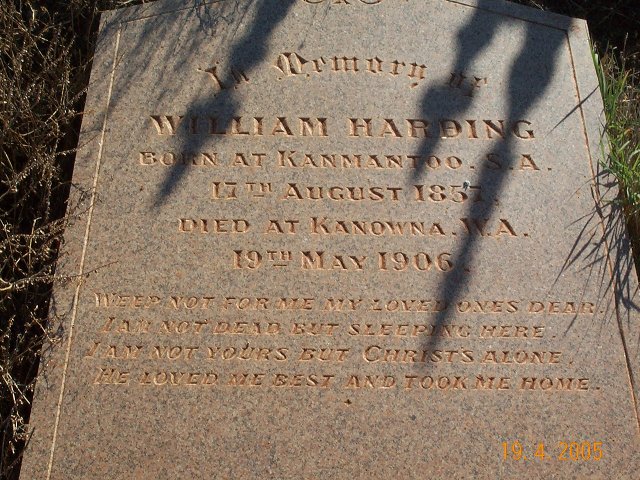 In Memory of
WILLIAM HARDING
BORN AT KANMANTOO. S.A.
17TH AUGUST 1857.
DIED AT KANOWNA. W.A.
19TH MAY 1906.
WEEP NOT FOR ME MY LOVED ONES DEAR.
I AM NOT DEAD BUT SLEEPING HERE.
I AM NOT YOURS BUT CHRISTS ALONE.
HE LOVED ME BEST AND TOOK ME HOME.
19. 4. 2005